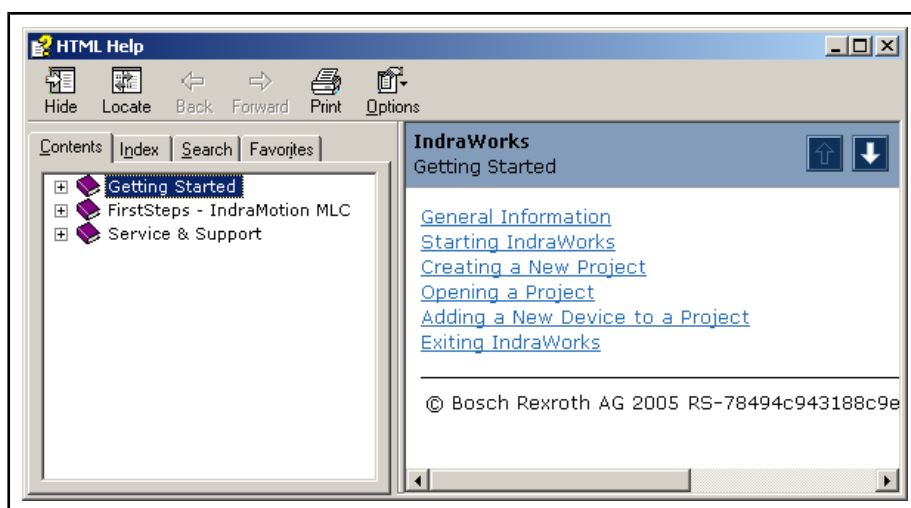 HTML Help
Hide Locate Back Forward Print Options
Contents Index Search Favorites
Getting Started
FirstSteps - IndraMotion MLC
Service & Support
IndraWorks
Getting Started
General Information
Starting IndraWorks
Creating a New Project
Opening a Project
Adding a New Device to a Project
Exiting IndraWorks
© Bosch Rexroth AG 2005 RS-78494c943188c9e